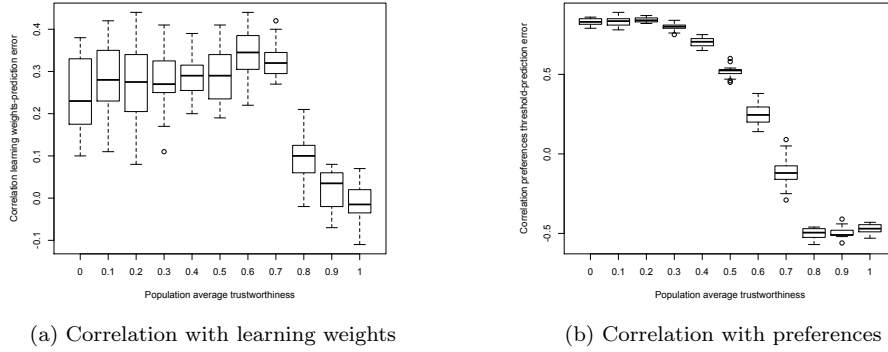 Correlation learning weights-prediction error
0.4
0.3
0.2
0.1
0.0
-0.1
0 0.1 0.2 0.3 0.4 0.5 0.6 0.7 0.8 0.9 1
Population average trustworthiness
(a) Correlation with learning weights
Correlation preferences threshold-prediction error
0.5
0.0
-0.5
0 0.1 0.2 0.3 0.4 0.5 0.6 0.7 0.8 0.9 1
Population average trustworthiness
(b) Correlation with preferences